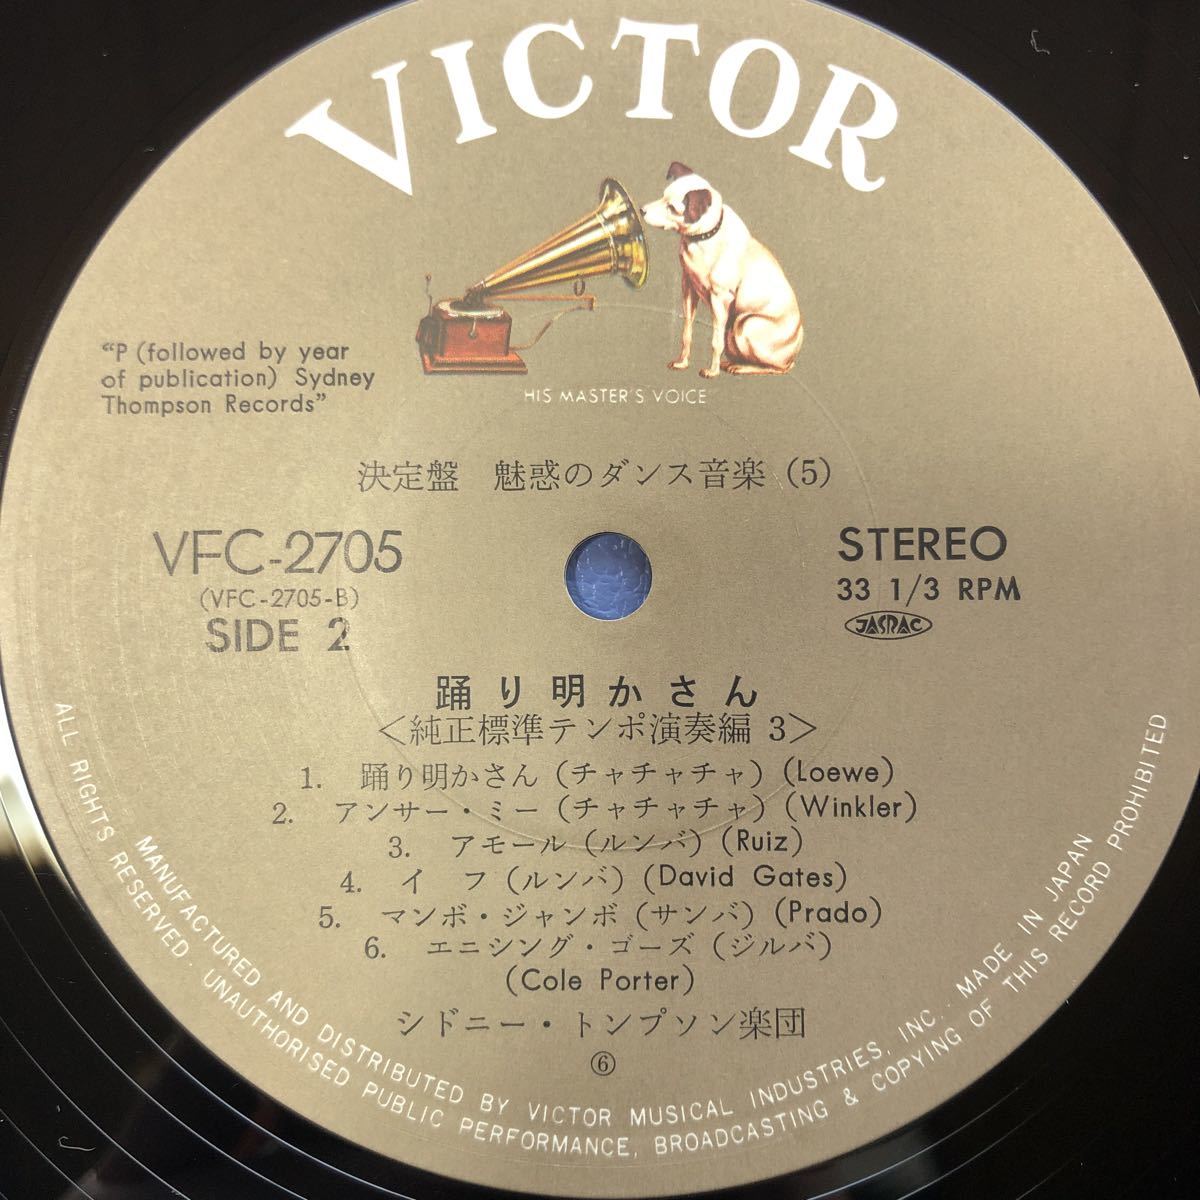 VICTOR
HIS MASTER'S VOICE
“P (followed by year
of publication) Sydney
Thompson Records”
決定盤 魅惑のダンス音楽 (5)
VFC-2705
(VFC-2705-B)
SIDE 2
STEREO
33 1/3 RPM
JASRAC
踊り明かさん
<純正標準テンポ演奏編 3>
1. 踊り明かさん (チャチャチャ) (Loewe)
2. アンサー・ミー (チャチャチャ) (Winkler)
3. アモール (ルンバ) (Ruiz)
4. イ フ (ルンバ) (David Gates)
5. マンボ・ジャンボ (サンバ) (Prado)
6. エニシング・ゴーズ (ジルバ)
(Cole Porter)
シドニー・トンプソン楽団
⑥
MANUFACTURED AND DISTRIBUTED BY VICTOR MUSICAL INDUSTRIES, INC. · MADE IN JAPAN
ALL RIGHTS RESERVED · UNAUTHORISED PUBLIC PERFORMANCE, BROADCASTING & COPYING OF THIS RECORD PROHIBITED